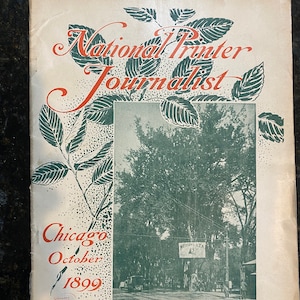 National Printer
Journalist
Chicago
October
1899